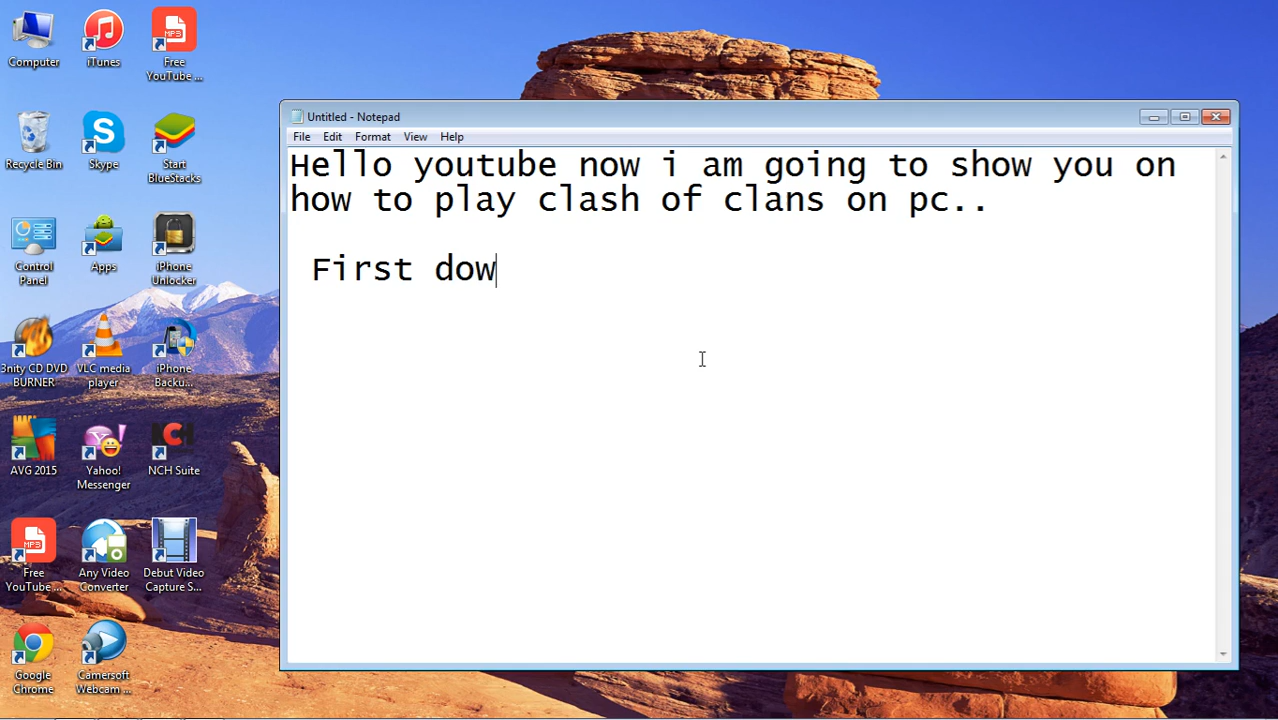 Computer
iTunes
Free
YouTube ...
Recycle Bin
Skype
Start
BlueStacks
Control
Panel
Apps
iPhone
Unlocker
3nity CD DVD
BURNER
VLC media
player
iPhone
Backu...
AVG 2015
Yahoo!
Messenger
NCH Suite
Free
YouTube ...
Any Video
Converter
Debut Video
Capture S...
Google
Chrome
Camersoft
Webcam ...
Untitled - Notepad
File Edit Format View Help
Hello youtube now i am going to show you on
how to play clash of clans on pc..
First dow